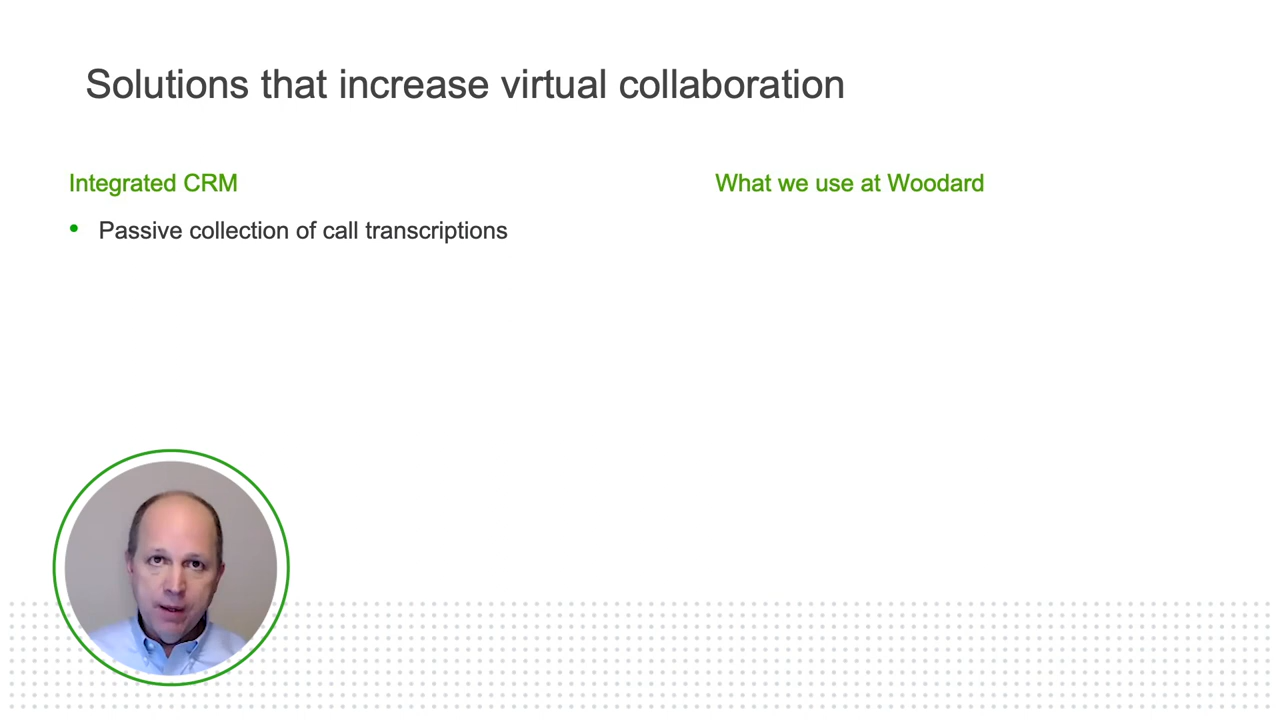 Solutions that increase virtual collaboration
Integrated CRM
• Passive collection of call transcriptions
What we use at Woodard